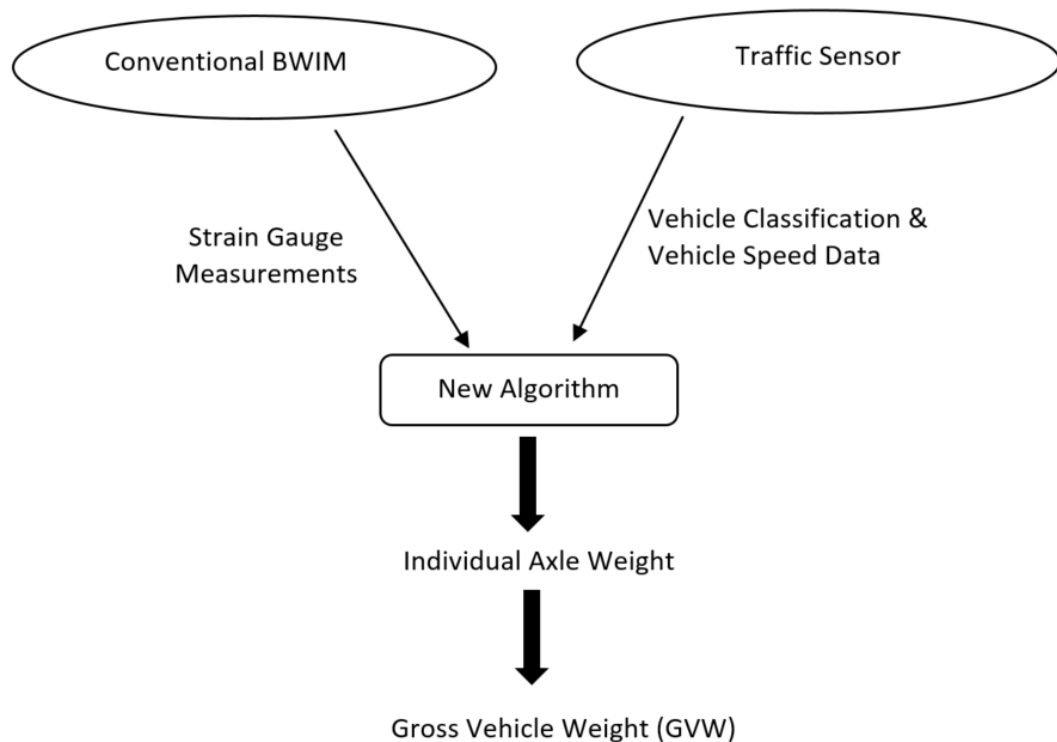 Conventional BWIM
Traffic Sensor
Strain Gauge
Measurements
Vehicle Classification &
Vehicle Speed Data
New Algorithm
Individual Axle Weight
Gross Vehicle Weight (GVW)